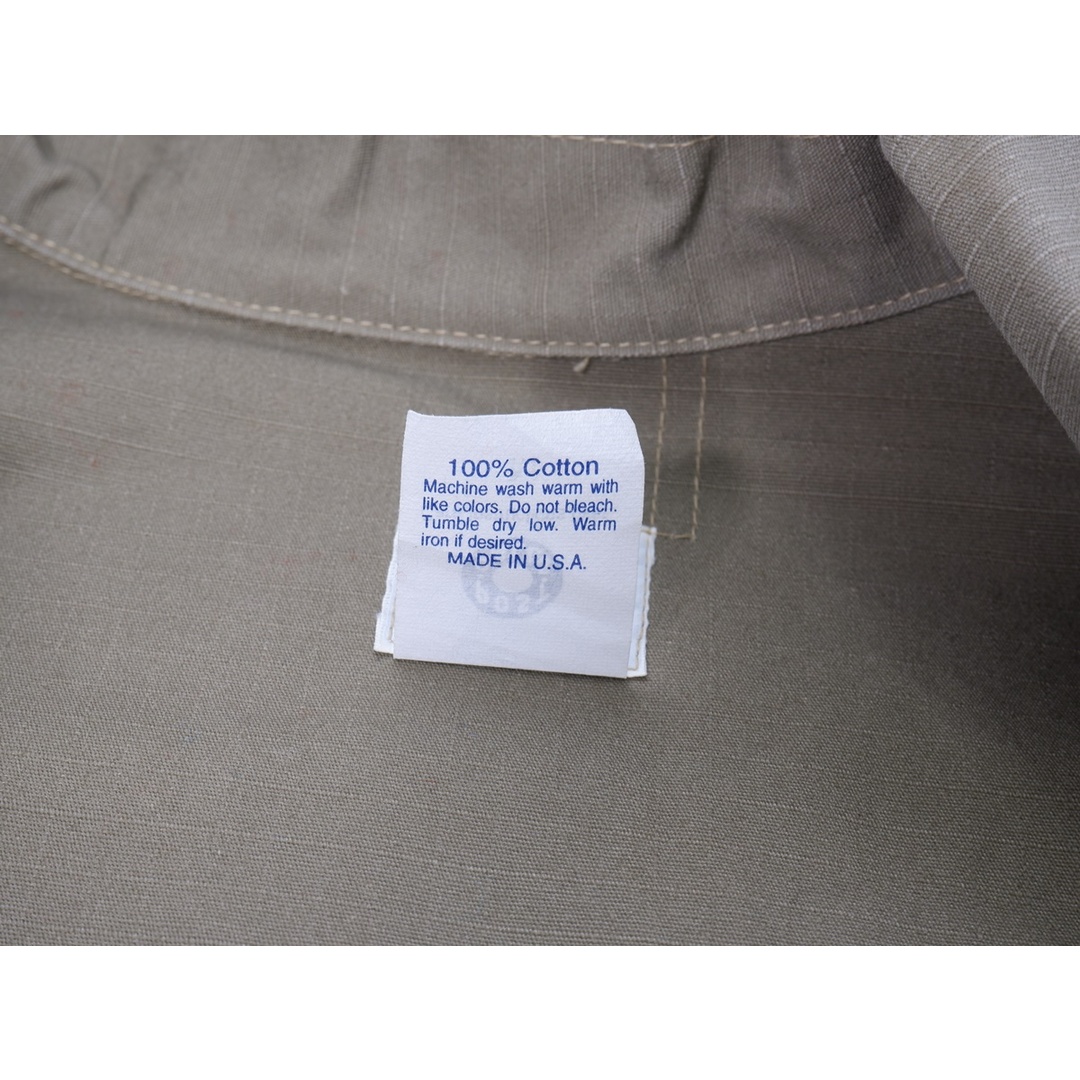 100% Cotton
Machine wash warm with
like colors. Do not bleach.
Tumble dry low. Warm
iron if desired.
MADE IN U.S.A.